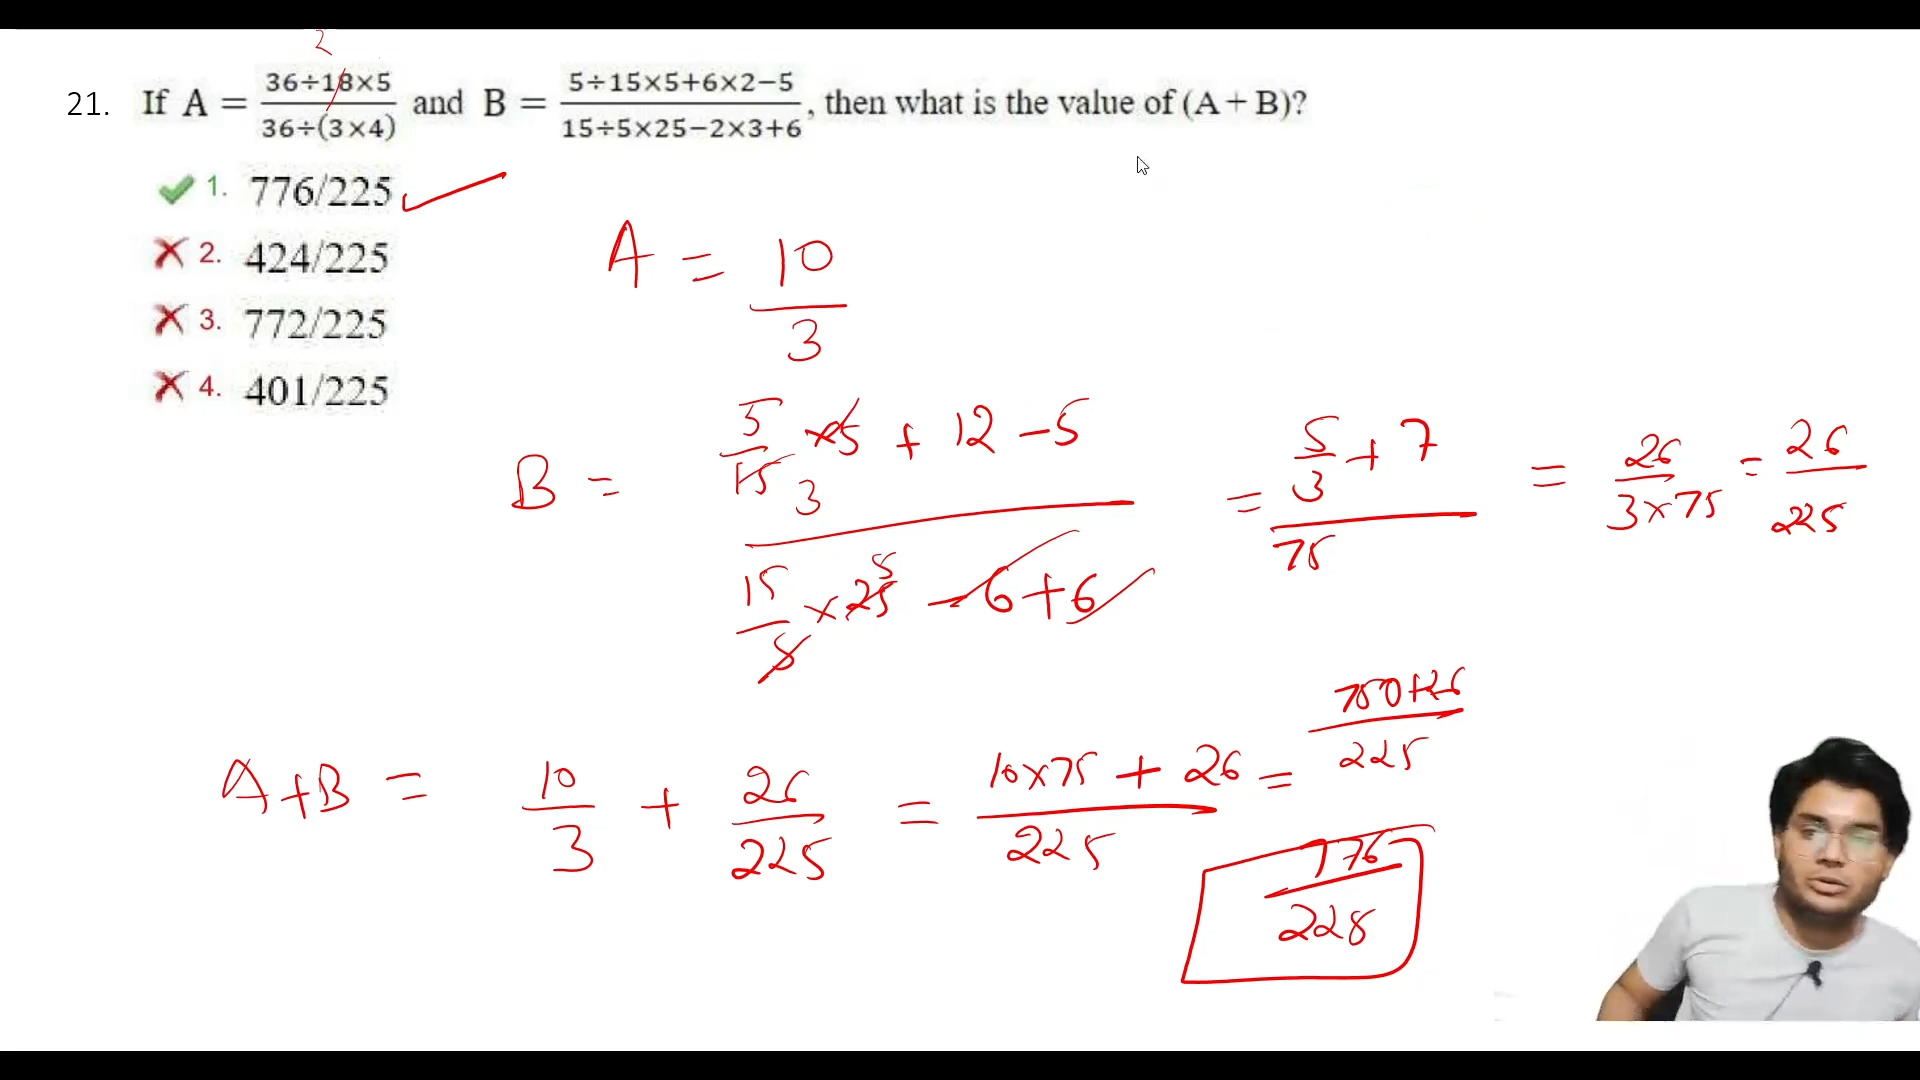 2
21. If A = 36÷18×5 / 36÷(3×4) and B = 5÷15×5+6×2−5 / 15÷5×25−2×3+6, then what is the value of (A + B)?
1. 776/225
2. 424/225
3. 772/225
4. 401/225
A = 10/3
B = (5/15 × 5 + 12 − 5) / (15/5 × 25 − 6 + 6) = (5/3 + 7) / 75 = 26 / 3×75 = 26/225
3
5
A+B = 10/3 + 26/225 = 10×75 + 26 / 225 = 750+26 / 225
776/225